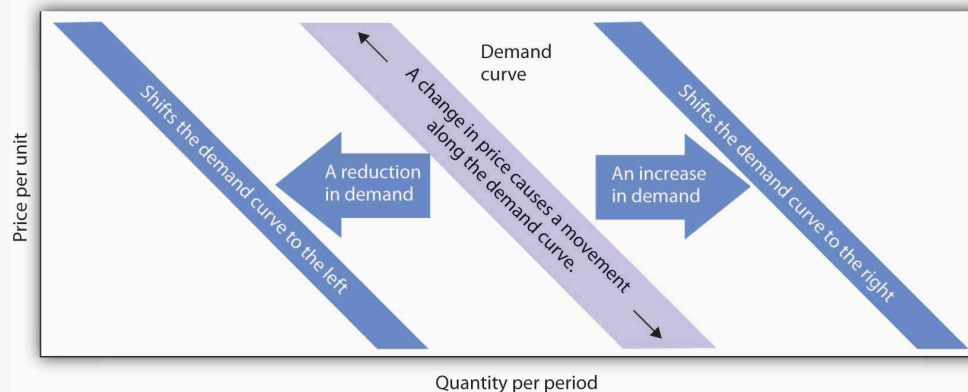 Price per unit
Shifts the demand curve to the left
A reduction
in demand
Demand
curve
A change in price causes a movement
along the demand curve.
An increase
in demand
Shifts the demand curve to the right
Quantity per period